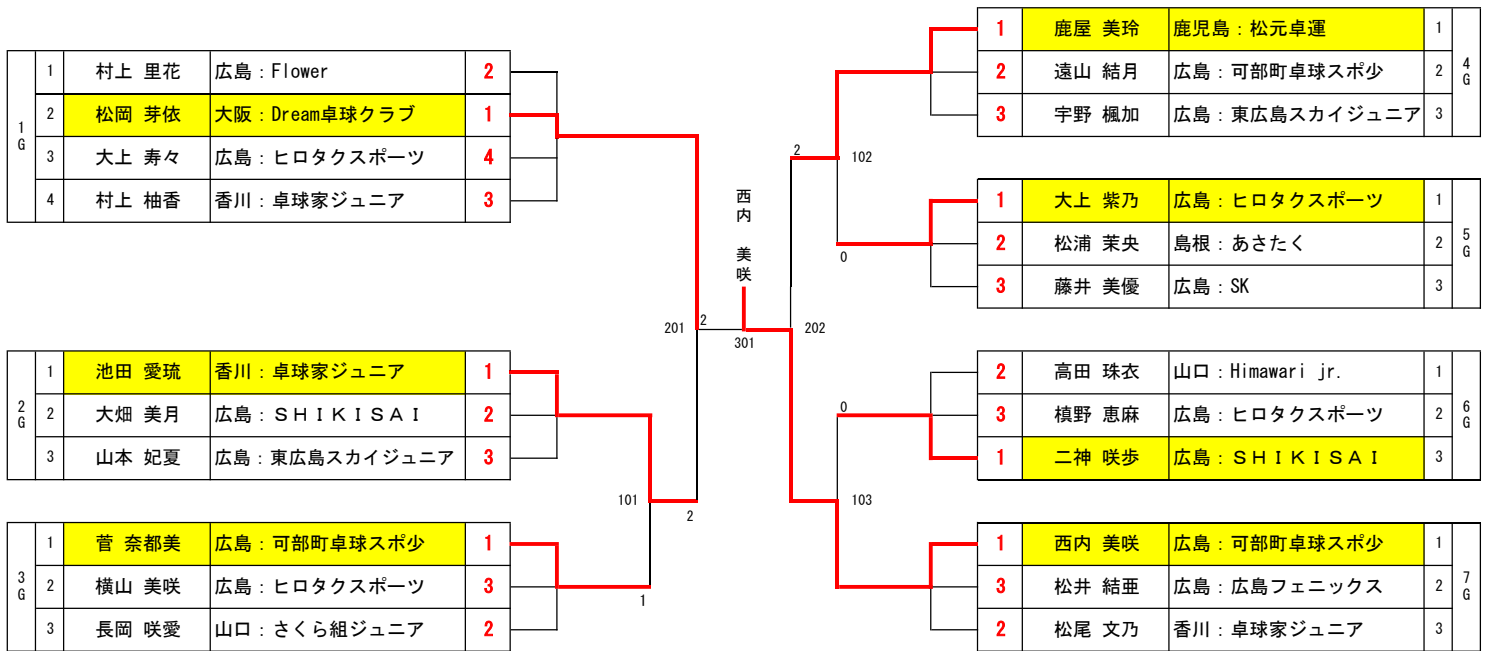 1G
1 村上 里花 広島：Flower 2
2 松岡 芽依 大阪：Dream卓球クラブ 1
3 大上 寿々 広島：ヒロタクスポーツ 4
4 村上 柚香 香川：卓球家ジュニア 3
2G
1 池田 愛琉 香川：卓球家ジュニア 1
2 大畑 美月 広島：ＳＨＩＫＩＳＡＩ 2
3 山本 妃夏 広島：東広島スカイジュニア 3
3G
1 菅 奈都美 広島：可部町卓球スポ少 1
2 横山 美咲 広島：ヒロタクスポーツ 3
3 長岡 咲愛 山口：さくら組ジュニア 2
101
2
1
201
2
西内 美咲
301
202
2
102
0
0
103
1 鹿屋 美玲 鹿児島：松元卓運 1
2 遠山 結月 広島：可部町卓球スポ少 2
3 宇野 楓加 広島：東広島スカイジュニア 3
4G
1 大上 紫乃 広島：ヒロタクスポーツ 1
2 松浦 茉央 島根：あさたく 2
3 藤井 美優 広島：SK 3
5G
2 高田 珠衣 山口：Himawari jr. 1
3 槙野 恵麻 広島：ヒロタクスポーツ 2
1 二神 咲歩 広島：ＳＨＩＫＩＳＡＩ 3
6G
1 西内 美咲 広島：可部町卓球スポ少 1
3 松井 結亜 広島：広島フェニックス 2
2 松尾 文乃 香川：卓球家ジュニア 3
7G